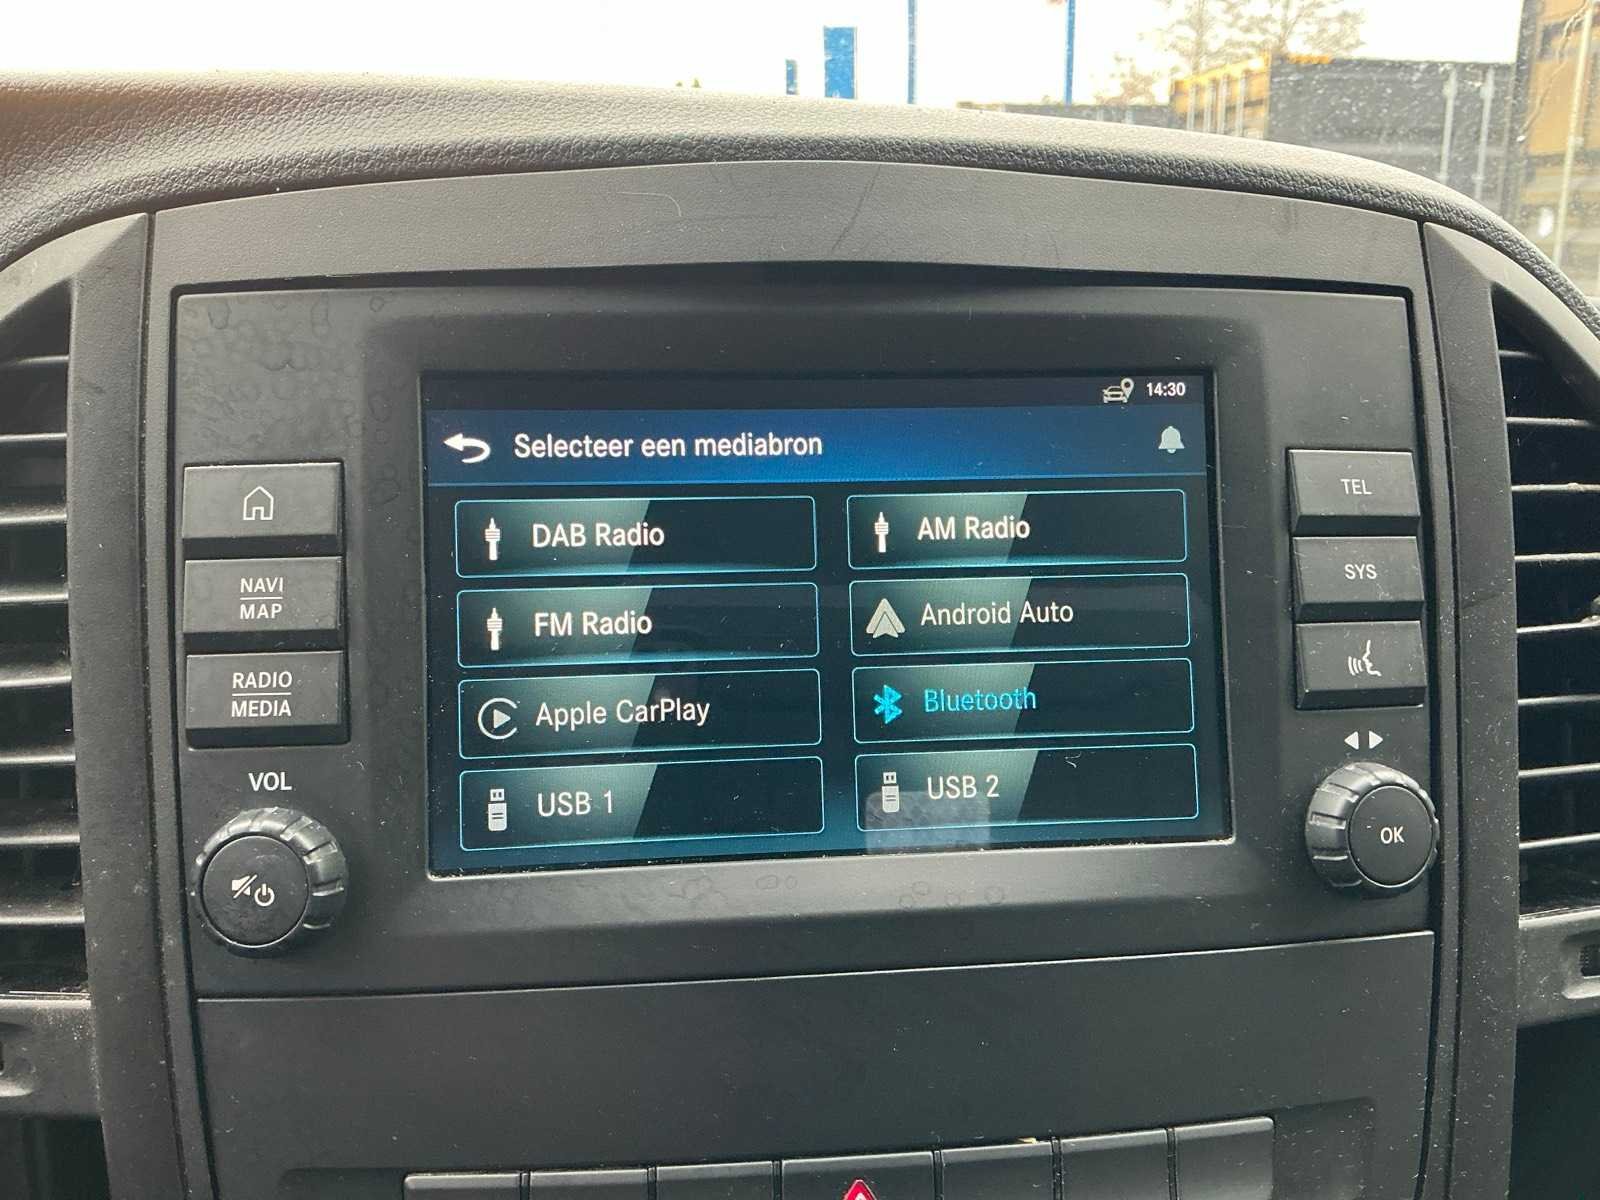 14:30
Selecteer een mediabron
DAB Radio
AM Radio
FM Radio
Android Auto
Apple CarPlay
Bluetooth
USB 1
USB 2
NAVI
MAP
RADIO
MEDIA
VOL
TEL
SYS
OK